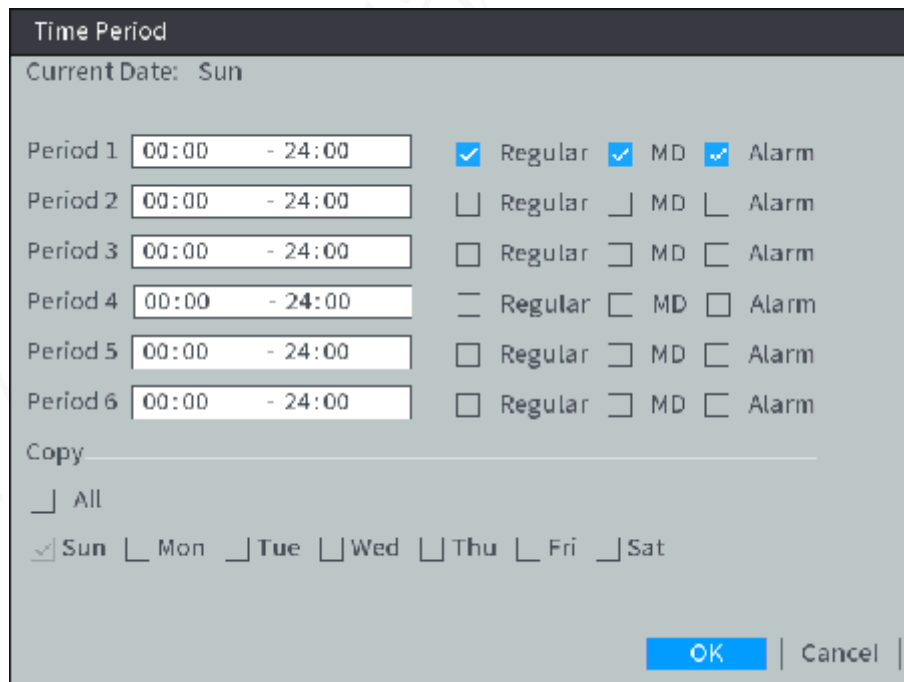 Time Period
Current Date: Sun
Period 1 00:00 - 24:00 Regular MD Alarm
Period 2 00:00 - 24:00 Regular MD Alarm
Period 3 00:00 - 24:00 Regular MD Alarm
Period 4 00:00 - 24:00 Regular MD Alarm
Period 5 00:00 - 24:00 Regular MD Alarm
Period 6 00:00 - 24:00 Regular MD Alarm
Copy
All
Sun Mon Tue Wed Thu Fri Sat
OK Cancel